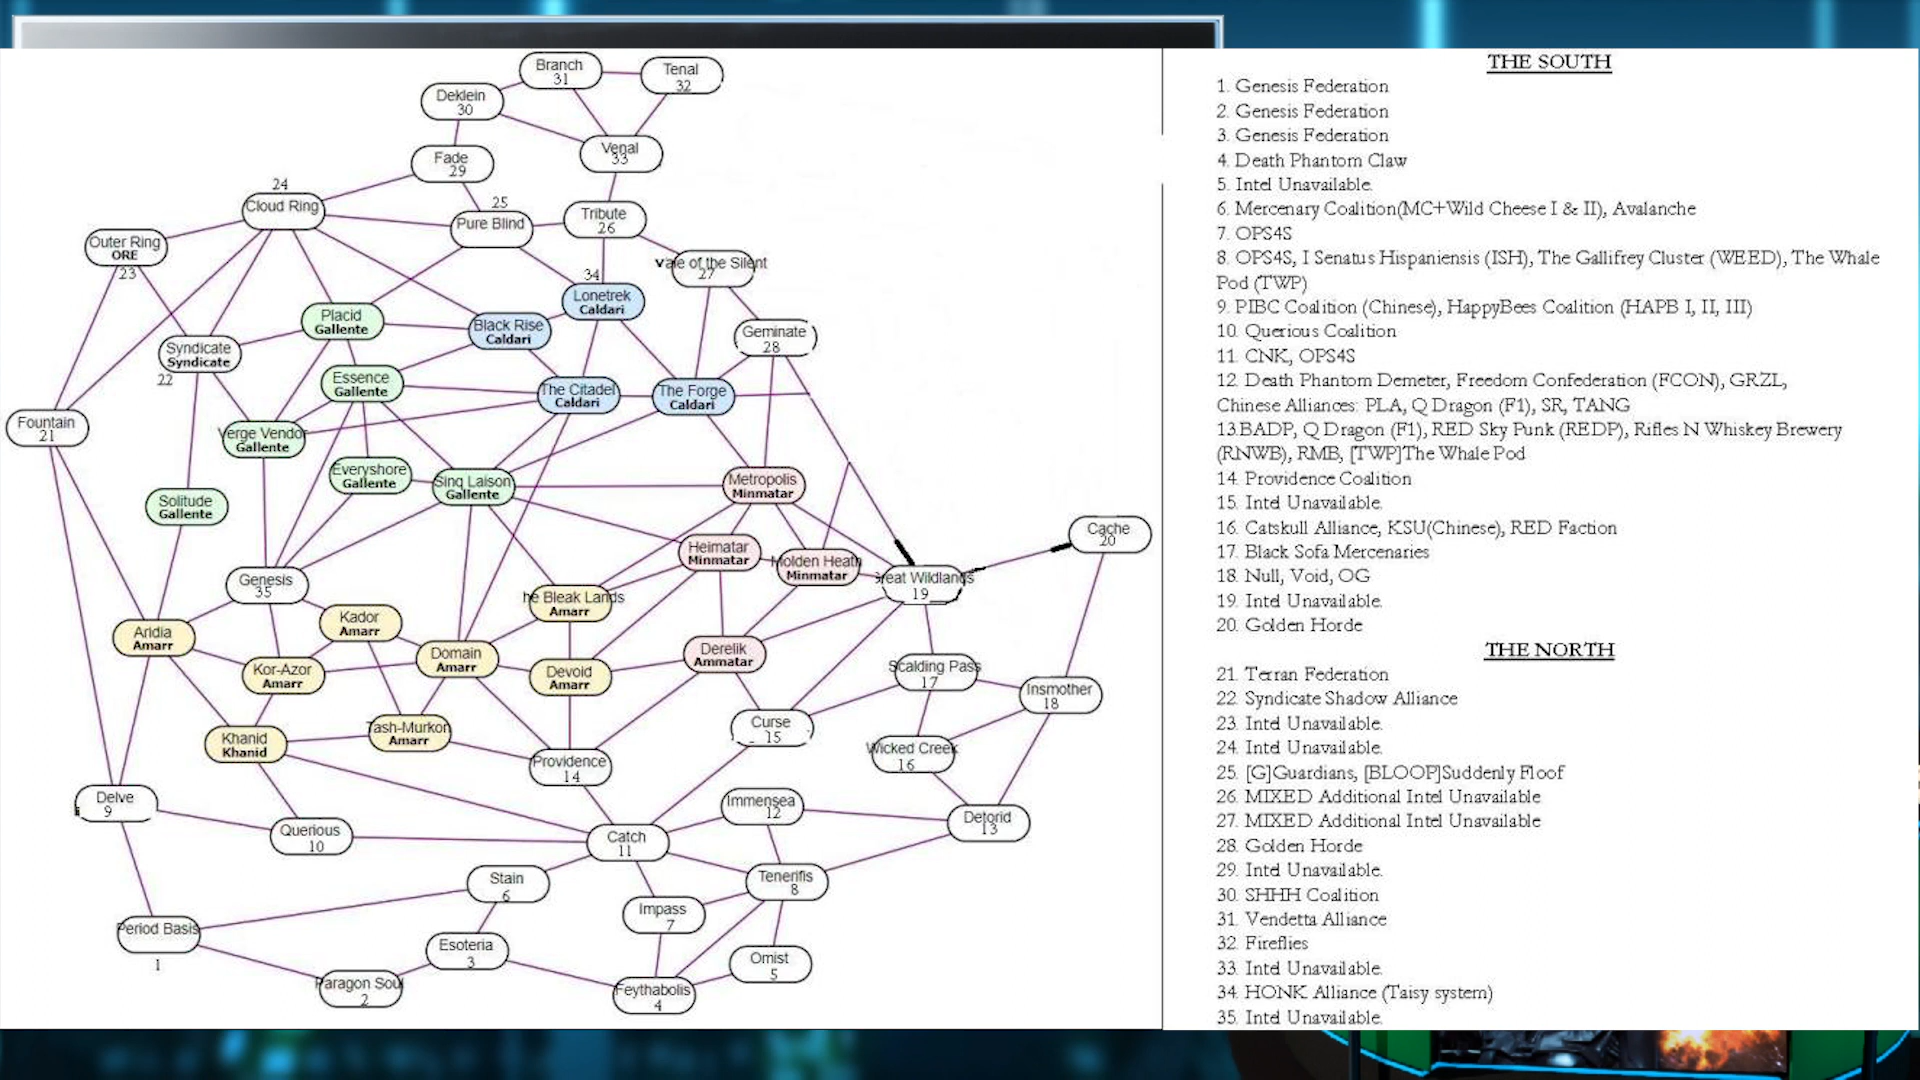 Branch
31
Tenal
32
Deklein
30
Venal
33
Fade
29
24
Cloud Ring
25
Pure Blind
Tribute
26
Outer Ring
ORE
23
Vale of the Silent
27
34
Lonetrek
Caldari
Placid
Gallente
Black Rise
Caldari
Geminate
28
Syndicate
Syndicate
22
Essence
Gallente
The Citadel
Caldari
The Forge
Caldari
Fountain
21
Verge Vendor
Gallente
Everyshore
Gallente
Sinq Laison
Gallente
Metropolis
Minmatar
Solitude
Gallente
Cache
20
Heimatar
Minmatar
Molden Heath
Minmatar
Great Wildlands
19
Genesis
35
he Bleak Lands
Amarr
Kador
Amarr
Aridia
Amarr
Kor-Azor
Amarr
Domain
Amarr
Devoid
Amarr
Derelik
Ammatar
Scalding Pass
17
Insmother
18
Khanid
Khanid
Tash-Murkon
Amarr
Curse
15
Wicked Creek
16
Providence
14
Delve
9
Immensea
12
Detorid
13
Querious
10
Catch
11
Stain
6
Tenerifis
8
Impass
7
Period Basis
1
Esoteria
3
Omist
5
Paragon Soul
2
Feythabolis
4
THE SOUTH
1. Genesis Federation
2. Genesis Federation
3. Genesis Federation
4. Death Phantom Claw
5. Intel Unavailable.
6. Mercenary Coalition(MC+Wild Cheese I & II), Avalanche
7. OPS4S
8. OPS4S, I Senatus Hispaniensis (ISH), The Gallifrey Cluster (WEED), The Whale
Pod (TWP)
9. PIBC Coalition (Chinese), HappyBees Coalition (HAPB I, II, III)
10. Querious Coalition
11. CNK, OPS4S
12. Death Phantom Demeter, Freedom Confederation (FCON), GRZL,
Chinese Alliances: PLA, Q Dragon (F1), SR, TANG
13.BADP, Q Dragon (F1), RED Sky Punk (REDP), Rifles N Whiskey Brewery
(RNWB), RMB, [TWP]The Whale Pod
14. Providence Coalition
15. Intel Unavailable.
16. Catskull Alliance, KSU(Chinese), RED Faction
17. Black Sofa Mercenaries
18. Null, Void, OG
19. Intel Unavailable.
20. Golden Horde
THE NORTH
21. Terran Federation
22. Syndicate Shadow Alliance
23. Intel Unavailable.
24. Intel Unavailable.
25. [G]Guardians, [BLOOP]Suddenly Floof
26. MIXED Additional Intel Unavailable
27. MIXED Additional Intel Unavailable
28. Golden Horde
29. Intel Unavailable.
30. SHHH Coalition
31. Vendetta Alliance
32. Fireflies
33. Intel Unavailable.
34. HONK Alliance (Taisy system)
35. Intel Unavailable.